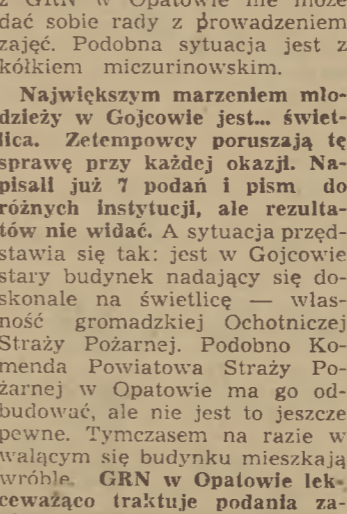 z GRN w Opatowie nie może
dać sobie rady z prowadzeniem
zajęć. Podobna sytuacja jest z
kółkiem miczurinowskim.
Największym marzeniem mło-
dzieży w Gojcowie jest... świet-
lica. Zetempowcy poruszają tę
sprawę przy każdej okazji. Na-
pisali już 7 podań i pism do
różnych instytucji, ale rezulta-
tów nie widać. A sytuacja przęd-
stawia się tak: jest w Gojcowie
stary budynek nadający się do-
skonale na świetlicę — włas-
ność gromadzkiej Ochotniczej
Straży Pożarnej. Podobno Ko-
menda Powiatowa Straży Po-
żarnej w Opatowie ma go od-
budować, ale nie jest to jeszcze
pewne. Tymczasem na razie w
walącym się budynku mieszkają
wróble. GRN w Opatowie lek-
ceważąco traktuje podania za-